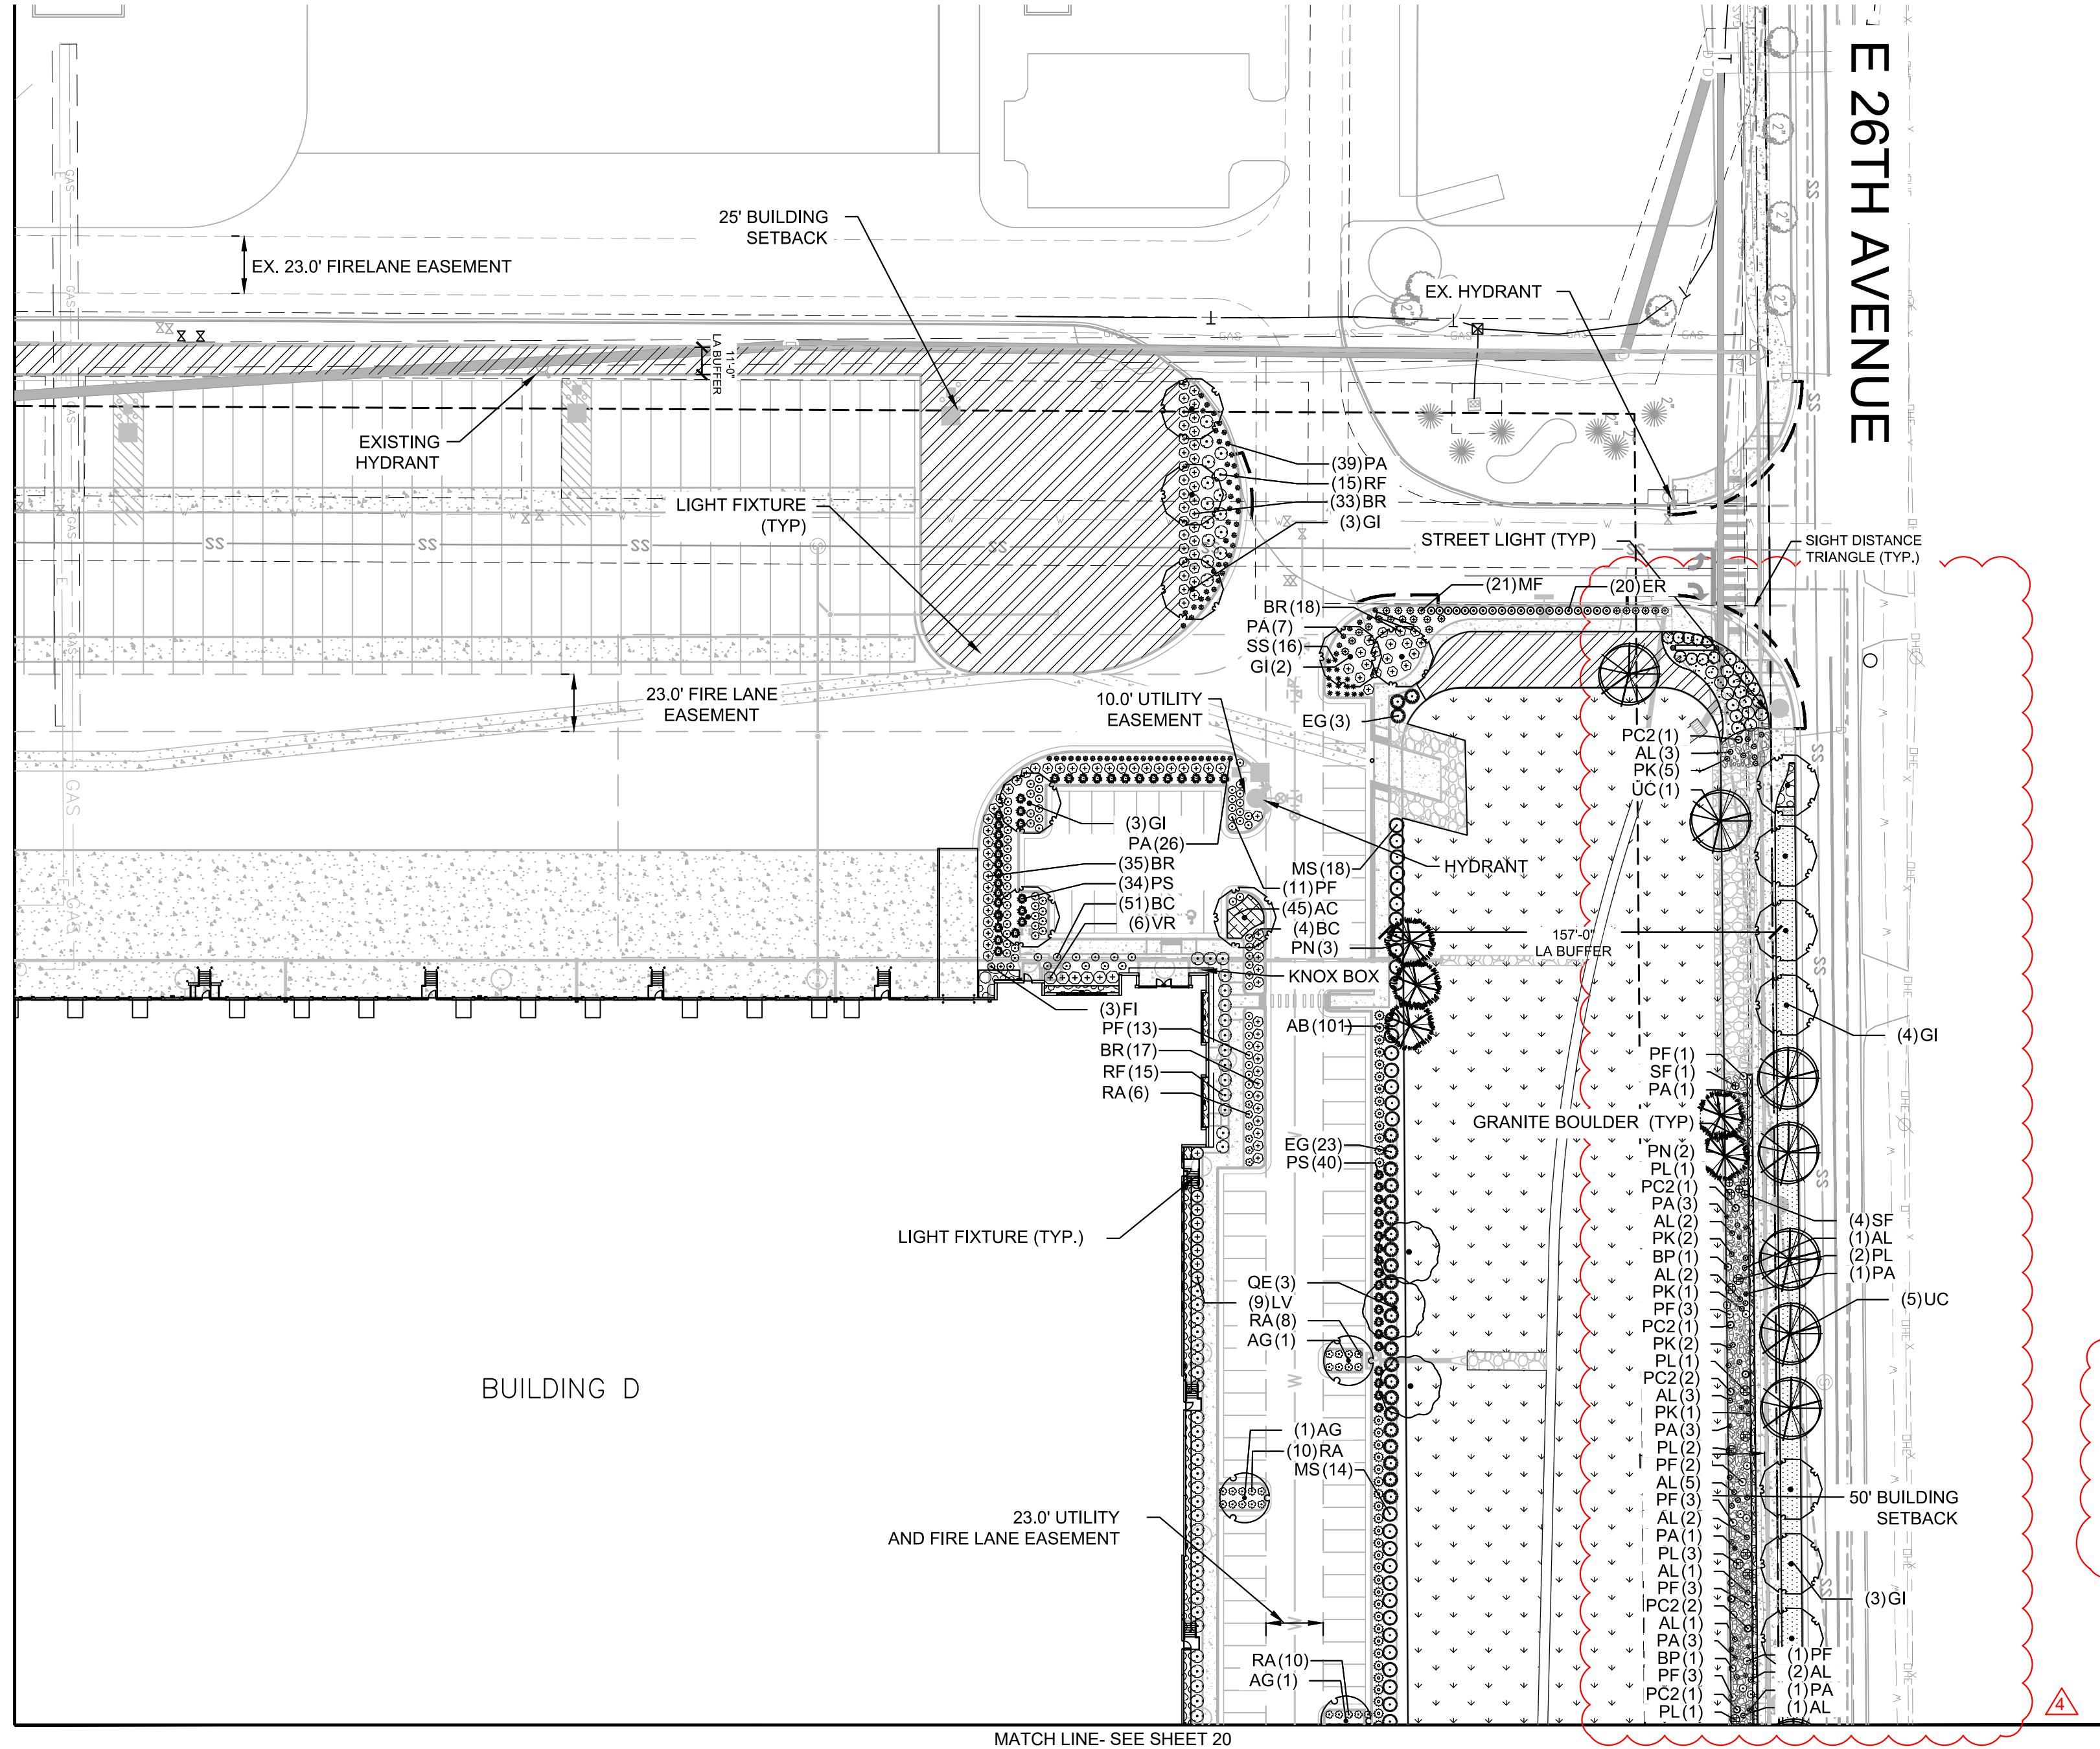 E 26TH AVENUE
25' BUILDING
SETBACK
EX. 23.0' FIRELANE EASEMENT
EX. HYDRANT
11'-0"
LA BUFFER
EXISTING
HYDRANT
LIGHT FIXTURE
(TYP)
(39)PA
(15)RF
(33)BR
(3)GI
STREET LIGHT (TYP)
SIGHT DISTANCE
TRIANGLE (TYP.)
(21)MF
(20)ER
BR(18)
PA(7)
SS(16)
GI(2)
23.0' FIRE LANE
EASEMENT
10.0' UTILITY
EASEMENT
EG(3)
PC2(1)
AL(3)
PK(5)
UC(1)
(3)GI
PA(26)
(35)BR
(34)PS
(51)BC
(6)VR
MS(18)
HYDRANT
(11)PF
(45)AC
(4)BC
PN(3)
157'-0"
LA BUFFER
KNOX BOX
(3)FI
PF(13)
BR(17)
RF(15)
RA(6)
AB(101)
(4)GI
PF(1)
SF(1)
PA(1)
GRANITE BOULDER (TYP)
EG(23)
PS(40)
PN(2)
PL(1)
PC2(1)
PA(3)
AL(2)
PK(2)
BP(1)
AL(2)
PK(1)
PF(3)
PC2(1)
PK(2)
PL(1)
PC2(2)
AL(3)
PK(1)
PA(3)
PL(2)
PF(2)
AL(5)
PF(3)
AL(2)
PA(1)
PL(3)
AL(1)
PF(3)
PC2(2)
AL(1)
PA(3)
BP(1)
PF(3)
PC2(1)
PL(1)
(4)SF
(1)AL
(2)PL
(1)PA
(5)UC
LIGHT FIXTURE (TYP.)
QE(3)
(9)LV
RA(8)
AG(1)
BUILDING D
(1)AG
(10)RA
MS(14)
50' BUILDING
SETBACK
23.0' UTILITY
AND FIRE LANE EASEMENT
(3)GI
RA(10)
AG(1)
(1)PF
(2)AL
(1)PA
(1)AL
4
MATCH LINE- SEE SHEET 20
GAS
GAS
GAS
GAS
SS
SS
SS
SS
SS